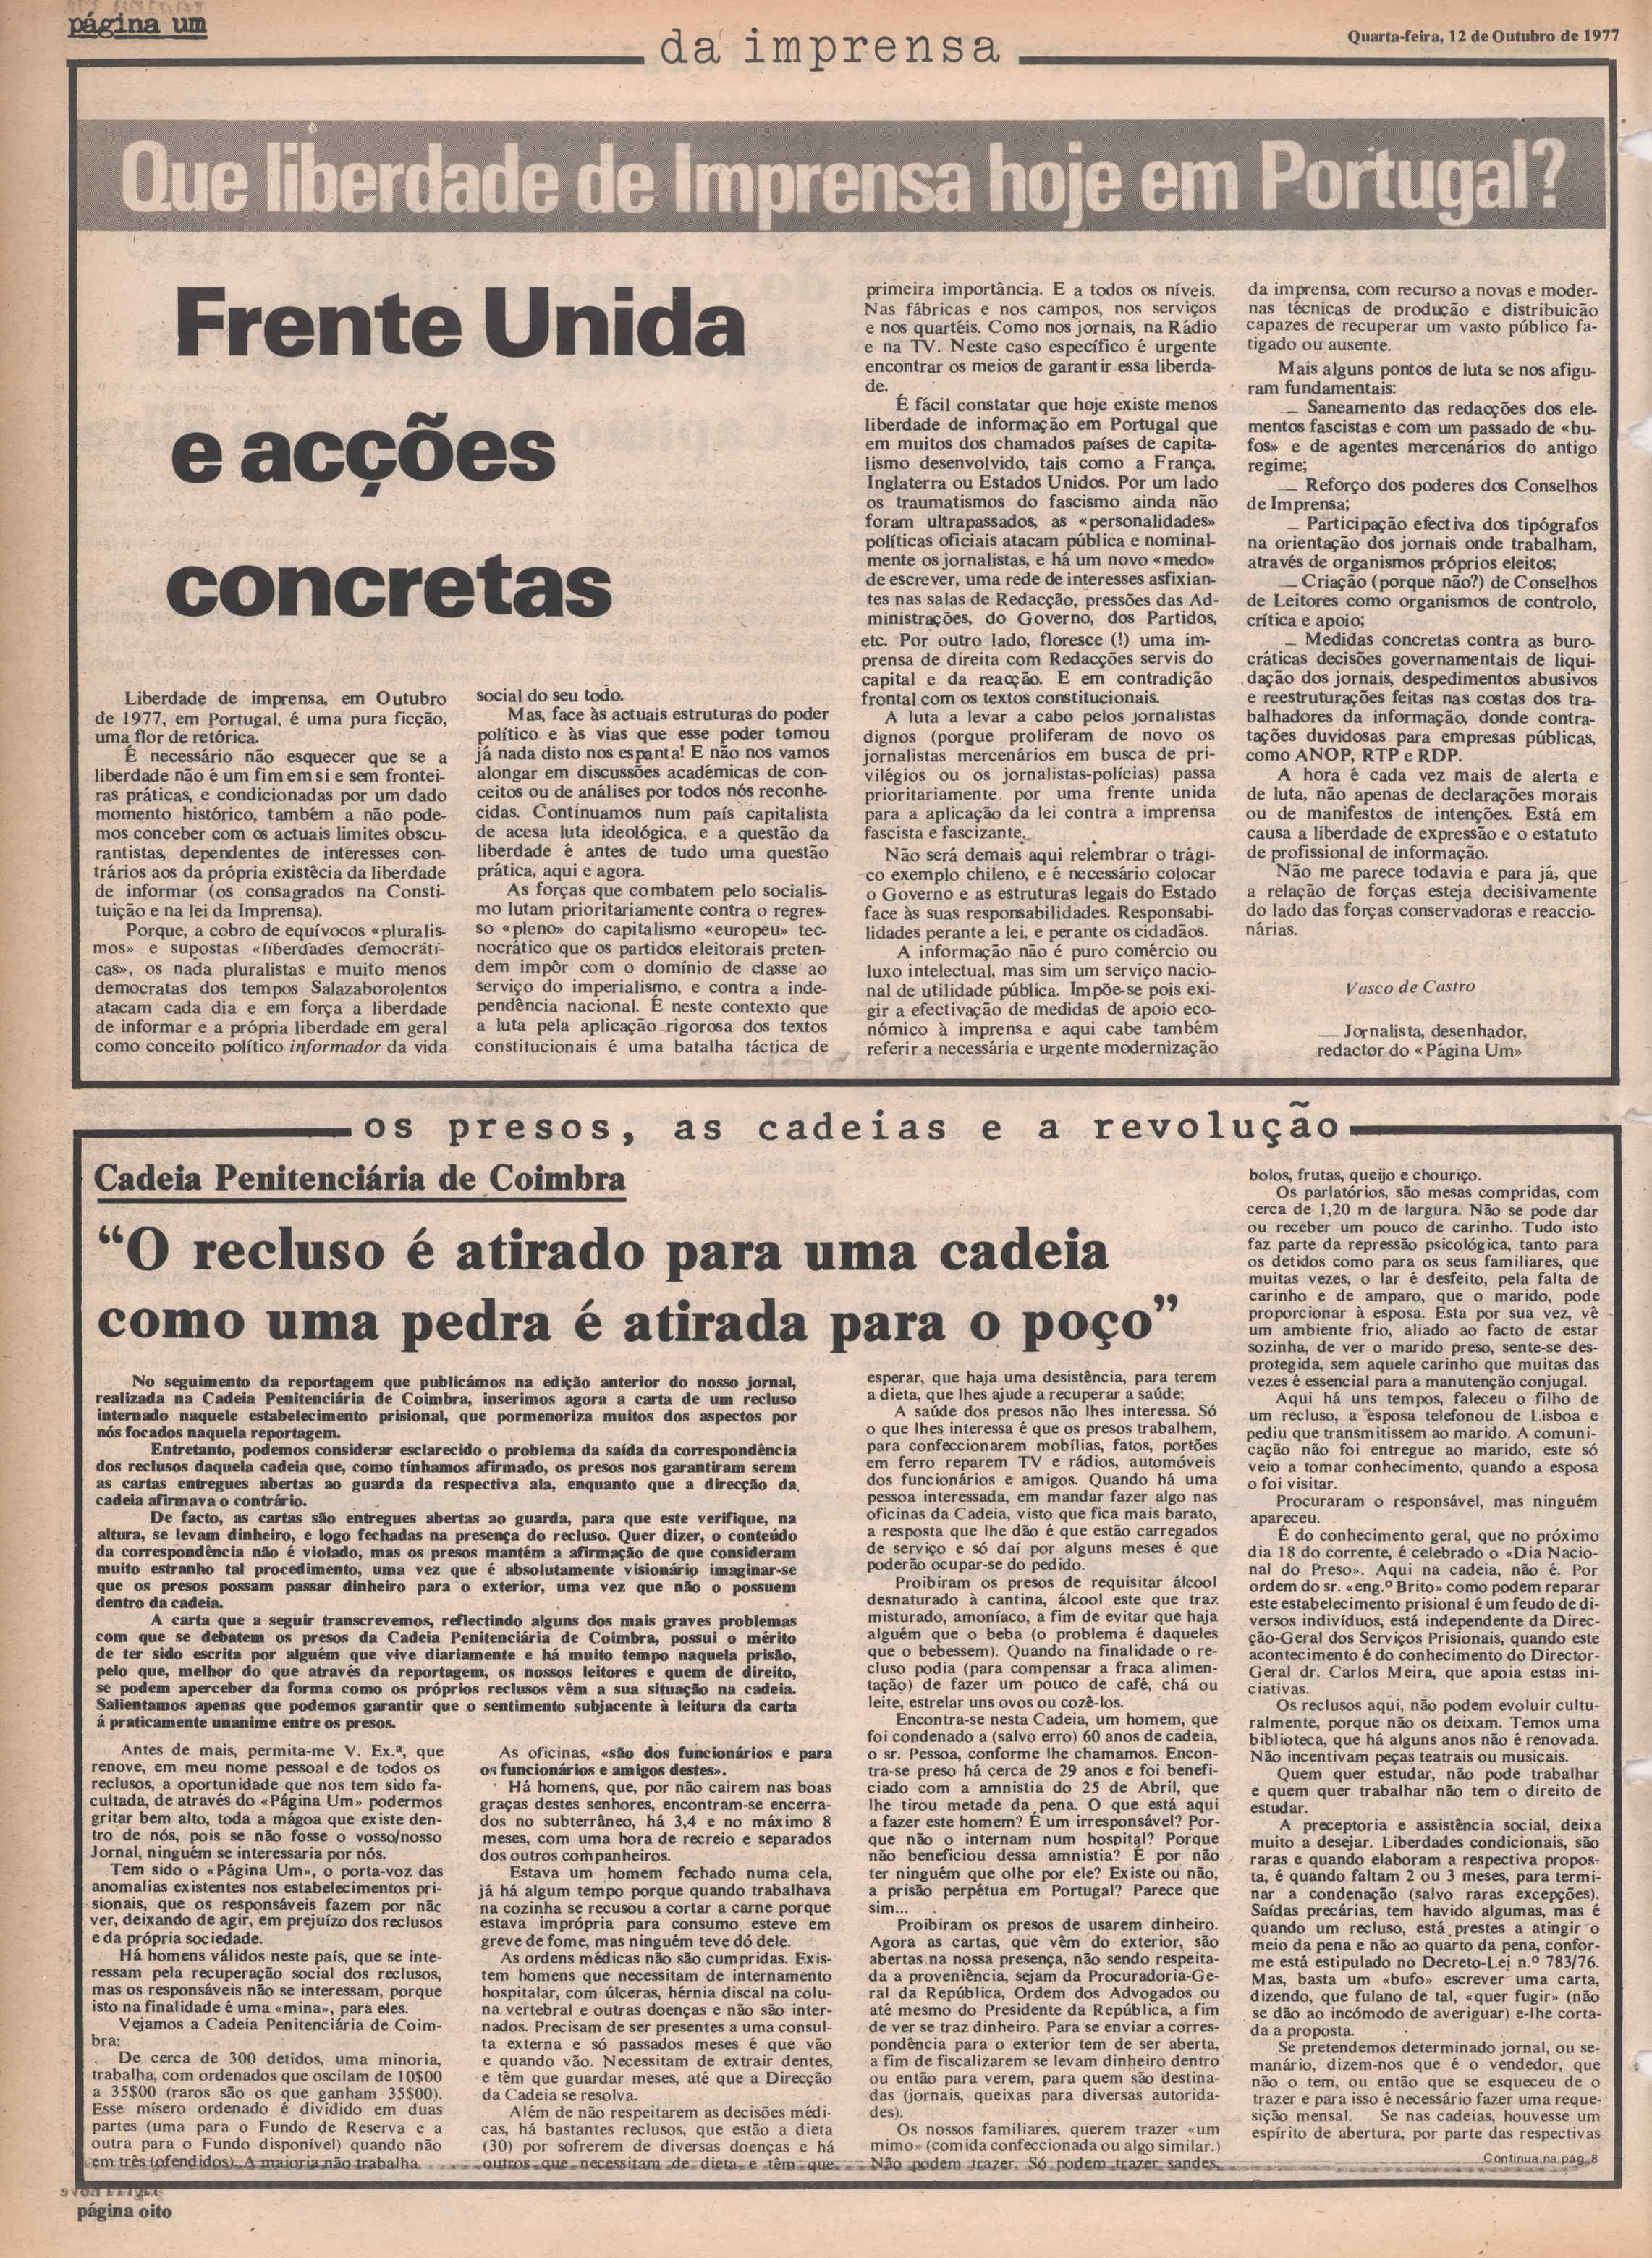 página um
da imprensa
Quarta-feira, 12 de Outubro de 1977
Que liberdade de Imprensa hoje em Portugal?
Frente Unida
e acções
concretas
Liberdade de imprensa, em Outubro
de 1977, em Portugal, é uma pura ficção,
uma flor de retórica.
É necessário não esquecer que se a
liberdade não é um fim em si e sem frontei-
ras práticas, e condicionadas por um dado
momento histórico, também a não pode-
mos conceber com os actuais limites obscu-
rantistas, dependentes de interesses con-
trários aos da própria existêcia da liberdade
de informar (os consagrados na Consti-
tuição e na lei da Imprensa).
Porque, a cobro de equívocos «pluralis-
mos» e supostas «liberdades democráti-
cas», os nada pluralistas e muito menos
democratas dos tempos Salazaborolentos
atacam cada dia e em força a liberdade
de informar e a própria liberdade em geral
como conceito político informador da vida
social do seu todo.
Mas, face às actuais estruturas do poder
político e às vias que esse poder tomou
já nada disto nos espanta! E não nos vamos
alongar em discussões académicas de con-
ceitos ou de análises por todos nós reconhe-
cidas. Continuamos num país capitalista
de acesa luta ideológica, e a questão da
liberdade é antes de tudo uma questão
prática, aqui e agora.
As forças que combatem pelo socialis-
mo lutam prioritariamente contra o regres-
so «pleno» do capitalismo «europeu» tec-
nocrático que os partidos eleitorais preten-
dem impôr com o domínio de classe ao
serviço do imperialismo, e contra a inde-
pendência nacional. É neste contexto que
a luta pela aplicação rigorosa dos textos
constitucionais é uma batalha táctica de
primeira importância. E a todos os níveis.
Nas fábricas e nos campos, nos serviços
e nos quartéis. Como nos jornais, na Rádio
e na TV. Neste caso específico é urgente
encontrar os meios de garantir essa liberda-
de.
É fácil constatar que hoje existe menos
liberdade de informação em Portugal que
em muitos dos chamados países de capita-
lismo desenvolvido, tais como a França,
Inglaterra ou Estados Unidos. Por um lado
os traumatismos do fascismo ainda não
foram ultrapassados, as «personalidades»
políticas oficiais atacam pública e nominal-
mente os jornalistas, e há um novo «medo»
de escrever, uma rede de interesses asfixian-
tes nas salas de Redacção, pressões das Ad-
ministrações, do Governo, dos Partidos,
etc. Por outro lado, floresce (!) uma im-
prensa de direita com Redacções servis do
capital e da reacção. E em contradição
frontal com os textos constitucionais.
A luta a levar a cabo pelos jornalistas
dignos (porque proliferam de novo os
jornalistas mercenários em busca de pri-
vilégios ou os jornalistas-polícias) passa
prioritariamente por uma frente unida
para a aplicação da lei contra a imprensa
fascista e fascizante.
Não será demais aqui relembrar o trági-
co exemplo chileno, e é necessário colocar
o Governo e as estruturas legais do Estado
face às suas responsabilidades. Responsabi-
lidades perante a lei, e perante os cidadãos.
A informação não é puro comércio ou
luxo intelectual, mas sim um serviço nacio-
nal de utilidade pública. Impõe-se pois exi-
gir a efectivação de medidas de apoio eco-
nómico à imprensa e aqui cabe também
referir a necessária e urgente modernização
da imprensa, com recurso a novas e moder-
nas técnicas de produção e distribuicão
capazes de recuperar um vasto público fa-
tigado ou ausente.
Mais alguns pontos de luta se nos afigu-
ram fundamentais:
— Saneamento das redacções dos ele-
mentos fascistas e com um passado de «bu-
fos» e de agentes mercenários do antigo
regime;
— Reforço dos poderes dos Conselhos
de Imprensa;
— Participação efectiva dos tipógrafos
na orientação dos jornais onde trabalham,
através de organismos próprios eleitos;
— Criação (porque não?) de Conselhos
de Leitores como organismos de controlo,
crítica e apoio;
— Medidas concretas contra as buro-
cráticas decisões governamentais de liqui-
dação dos jornais, despedimentos abusivos
e reestruturações feitas nas costas dos tra-
balhadores da informação, donde contra-
tações duvidosas para empresas públicas,
como ANOP, RTP e RDP.
A hora é cada vez mais de alerta e
de luta, não apenas de declarações morais
ou de manifestos de intenções. Está em
causa a liberdade de expressão e o estatuto
de profissional de informação.
Não me parece todavia e para já, que
a relação de forças esteja decisivamente
do lado das forças conservadoras e reaccio-
nárias.
Vasco de Castro
— Jornalista, desenhador,
redactor do «Página Um»
os presos, as cadeias e a revolução
Cadeia Penitenciária de Coimbra
“O recluso é atirado para uma cadeia
como uma pedra é atirada para o poço”
No seguimento da reportagem que publicámos na edição anterior do nosso jornal,
realizada na Cadeia Penitenciária de Coimbra, inserimos agora a carta de um recluso
internado naquele estabelecimento prisional, que pormenoriza muitos dos aspectos por
nós focados naquela reportagem.
Entretanto, podemos considerar esclarecido o problema da saída da correspondência
dos reclusos daquela cadeia que, como tínhamos afirmado, os presos nos garantiram serem
as cartas entregues abertas ao guarda da respectiva ala, enquanto que a direcção da
cadeia afirmava o contrário.
De facto, as cartas são entregues abertas ao guarda, para que este verifique, na
altura, se levam dinheiro, e logo fechadas na presença do recluso. Quer dizer, o conteúdo
da correspondência não é violado, mas os presos mantém a afirmação de que consideram
muito estranho tal procedimento, uma vez que é absolutamente visionário imaginar-se
que os presos possam passar dinheiro para o exterior, uma vez que não o possuem
dentro da cadeia.
A carta que a seguir transcrevemos, reflectindo alguns dos mais graves problemas
com que se debatem os presos da Cadeia Penitenciária de Coimbra, possui o mérito
de ter sido escrita por alguém que vive diariamente e há muito tempo naquela prisão,
pelo que, melhor do que através da reportagem, os nossos leitores e quem de direito,
se podem aperceber da forma como os próprios reclusos vêm a sua situação na cadeia.
Salientamos apenas que podemos garantir que o sentimento subjacente à leitura da carta
á praticamente unanime entre os presos.
Antes de mais, permita-me V. Ex.ª, que
renove, em meu nome pessoal e de todos os
reclusos, a oportunidade que nos tem sido fa-
cultada, de através do «Página Um» podermos
gritar bem alto, toda a mágoa que existe den-
tro de nós, pois se não fosse o vosso/nosso
Jornal, ninguém se interessaria por nós.
Tem sido o «Página Um», o porta-voz das
anomalias existentes nos estabelecimentos pri-
sionais, que os responsáveis fazem por não
ver, deixando de agir, em prejuízo dos reclusos
e da própria sociedade.
Há homens válidos neste país, que se inte-
ressam pela recuperação social dos reclusos,
mas os responsáveis não se interessam, porque
isto na finalidade é uma «mina», para eles.
Vejamos a Cadeia Penitenciária de Coim-
bra:
De cerca de 300 detidos, uma minoria,
trabalha, com ordenados que oscilam de 10$00
a 35$00 (raros são os que ganham 35$00).
Esse mísero ordenado é dividido em duas
partes (uma para o Fundo de Reserva e a
outra para o Fundo disponível) quando não
em três (ofendidos). A maioria não trabalha.
As oficinas, «são dos funcionários e para
os funcionários e amigos destes».
Há homens, que, por não cairem nas boas
graças destes senhores, encontram-se encerra-
dos no subterrâneo, há 3,4 e no máximo 8
meses, com uma hora de recreio e separados
dos outros companheiros.
Estava um homem fechado numa cela,
já há algum tempo porque quando trabalhava
na cozinha se recusou a cortar a carne porque
estava imprópria para consumo esteve em
greve de fome, mas ninguém teve dó dele.
As ordens médicas não são cumpridas. Exis-
tem homens que necessitam de internamento
hospitalar, com úlceras, hérnia discal na colu-
na vertebral e outras doenças e não são inter-
nados. Precisam de ser presentes a uma consul-
ta externa e só passados meses é que vão
e quando vão. Necessitam de extrair dentes,
e têm que guardar meses, até que a Direcção
da Cadeia se resolva.
Além de não respeitarem as decisões médi-
cas, há bastantes reclusos, que estão a dieta
(30) por sofrerem de diversas doenças e há
outros que necessitam de dieta e têm que
esperar, que haja uma desistência, para terem
a dieta, que lhes ajude a recuperar a saúde;
A saúde dos presos não lhes interessa. Só
o que lhes interessa é que os presos trabalhem,
para confeccionarem mobílias, fatos, portões
em ferro reparem TV e rádios, automóveis
dos funcionários e amigos. Quando há uma
pessoa interessada, em mandar fazer algo nas
oficinas da Cadeia, visto que fica mais barato,
a resposta que lhe dão é que estão carregados
de serviço e só daí por alguns meses é que
poderão ocupar-se do pedido.
Proibiram os presos de requisitar álcool
desnaturado à cantina, álcool este que traz
misturado, amoníaco, a fim de evitar que haja
alguém que o beba (o problema é daqueles
que o bebessem). Quando na finalidade o re-
cluso podia (para compensar a fraca alimen-
tação) de fazer um pouco de café, chá ou
leite, estrelar uns ovos ou cozê-los.
Encontra-se nesta Cadeia, um homem, que
foi condenado a (salvo erro) 60 anos de cadeia,
o sr. Pessoa, conforme lhe chamamos. Encon-
tra-se preso há cerca de 29 anos e foi benefi-
ciado com a amnistia do 25 de Abril, que
lhe tirou metade da pena. O que está aqui
a fazer este homem? É um irresponsável? Por-
que não o internam num hospital? Porque
não beneficiou dessa amnistia? É por não
ter ninguém que olhe por ele? Existe ou não,
a prisão perpétua em Portugal? Parece que
sim...
Proibiram os presos de usarem dinheiro.
Agora as cartas, que vêm do exterior, são
abertas na nossa presença, não sendo respeita-
da a proveniência, sejam da Procuradoria-Ge-
ral da República, Ordem dos Advogados ou
até mesmo do Presidente da República, a fim
de ver se traz dinheiro. Para se enviar a corres-
pondência para o exterior tem de ser aberta,
a fim de fiscalizarem se levam dinheiro dentro
ou então para verem, para quem são destina-
das (jornais, queixas para diversas autorida-
des).
Os nossos familiares, querem trazer «um
mimo» (comida confeccionada ou algo similar.)
Não podem trazer. Só podem trazer sandes,
bolos, frutas, queijo e chouriço.
Os parlatórios, são mesas compridas, com
cerca de 1,20 m de largura. Não se pode dar
ou receber um pouco de carinho. Tudo isto
faz parte da repressão psicológica, tanto para
os detidos como para os seus familiares, que
muitas vezes, o lar é desfeito, pela falta de
carinho e de amparo, que o marido, pode
proporcionar à esposa. Esta por sua vez, vê
um ambiente frio, aliado ao facto de estar
sozinha, de ver o marido preso, sente-se des-
protegida, sem aquele carinho que muitas das
vezes é essencial para a manutenção conjugal.
Aqui há uns tempos, faleceu o filho de
um recluso, a esposa telefonou de Lisboa e
pediu que transmitissem ao marido. A comuni-
cação não foi entregue ao marido, este só
veio a tomar conhecimento, quando a esposa
o foi visitar.
Procuraram o responsável, mas ninguém
apareceu.
É do conhecimento geral, que no próximo
dia 18 do corrente, é celebrado o «Dia Nacio-
nal do Preso». Aqui na cadeia, não é. Por
ordem do sr. «eng.º Brito» como podem reparar
este estabelecimento prisional é um feudo de di-
versos indivíduos, está independente da Direc-
ção-Geral dos Serviços Prisionais, quando este
acontecimento é do conhecimento do Director-
Geral dr. Carlos Meira, que apoia estas ini-
ciativas.
Os reclusos aqui, não podem evoluir cultu-
ralmente, porque não os deixam. Temos uma
biblioteca, que há alguns anos não é renovada.
Não incentivam peças teatrais ou musicais.
Quem quer estudar, não pode trabalhar
e quem quer trabalhar não tem o direito de
estudar.
A preceptoria e assistência social, deixa
muito a desejar. Liberdades condicionais, são
raras e quando elaboram a respectiva propos-
ta, é quando faltam 2 ou 3 meses, para termi-
nar a condenação (salvo raras excepções).
Saídas precárias, tem havido algumas, mas é
quando um recluso, está prestes a atingir o
meio da pena e não ao quarto da pena, confor-
me está estipulado no Decreto-Lei n.º 783/76.
Mas, basta um «bufo» escrever uma carta,
dizendo, que fulano de tal, «quer fugir» (não
se dão ao incómodo de averiguar) e-lhe corta-
da a proposta.
Se pretendemos determinado jornal, ou se-
manário, dizem-nos que é o vendedor, que
não o tem, ou então que se esqueceu de o
trazer e para isso é necessário fazer uma reque-
sição mensal. Se nas cadeias, houvesse um
espírito de abertura, por parte das respectivas
Continua na pág. 8
página oito